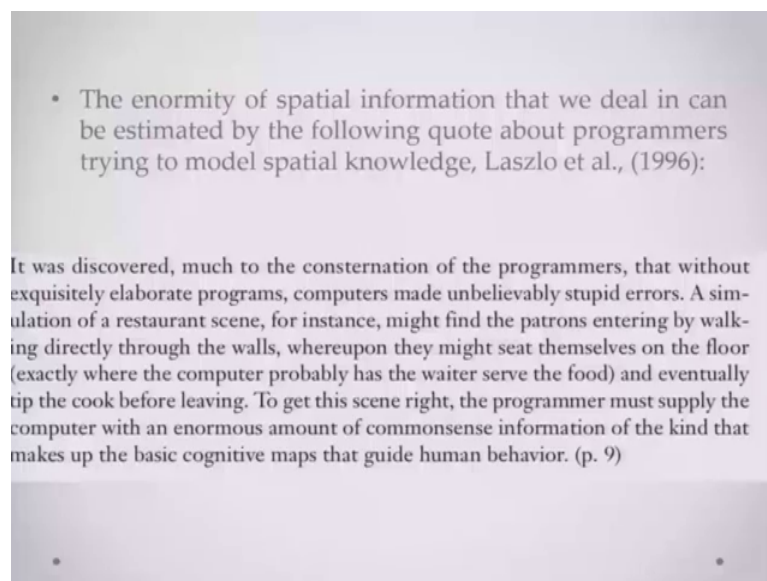 • The enormity of spatial information that we deal in can
be estimated by the following quote about programmers
trying to model spatial knowledge, Laszlo et al., (1996):
It was discovered, much to the consternation of the programmers, that without
exquisitely elaborate programs, computers made unbelievably stupid errors. A sim-
ulation of a restaurant scene, for instance, might find the patrons entering by walk-
ing directly through the walls, whereupon they might seat themselves on the floor
(exactly where the computer probably has the waiter serve the food) and eventually
tip the cook before leaving. To get this scene right, the programmer must supply the
computer with an enormous amount of commonsense information of the kind that
makes up the basic cognitive maps that guide human behavior. (p. 9)